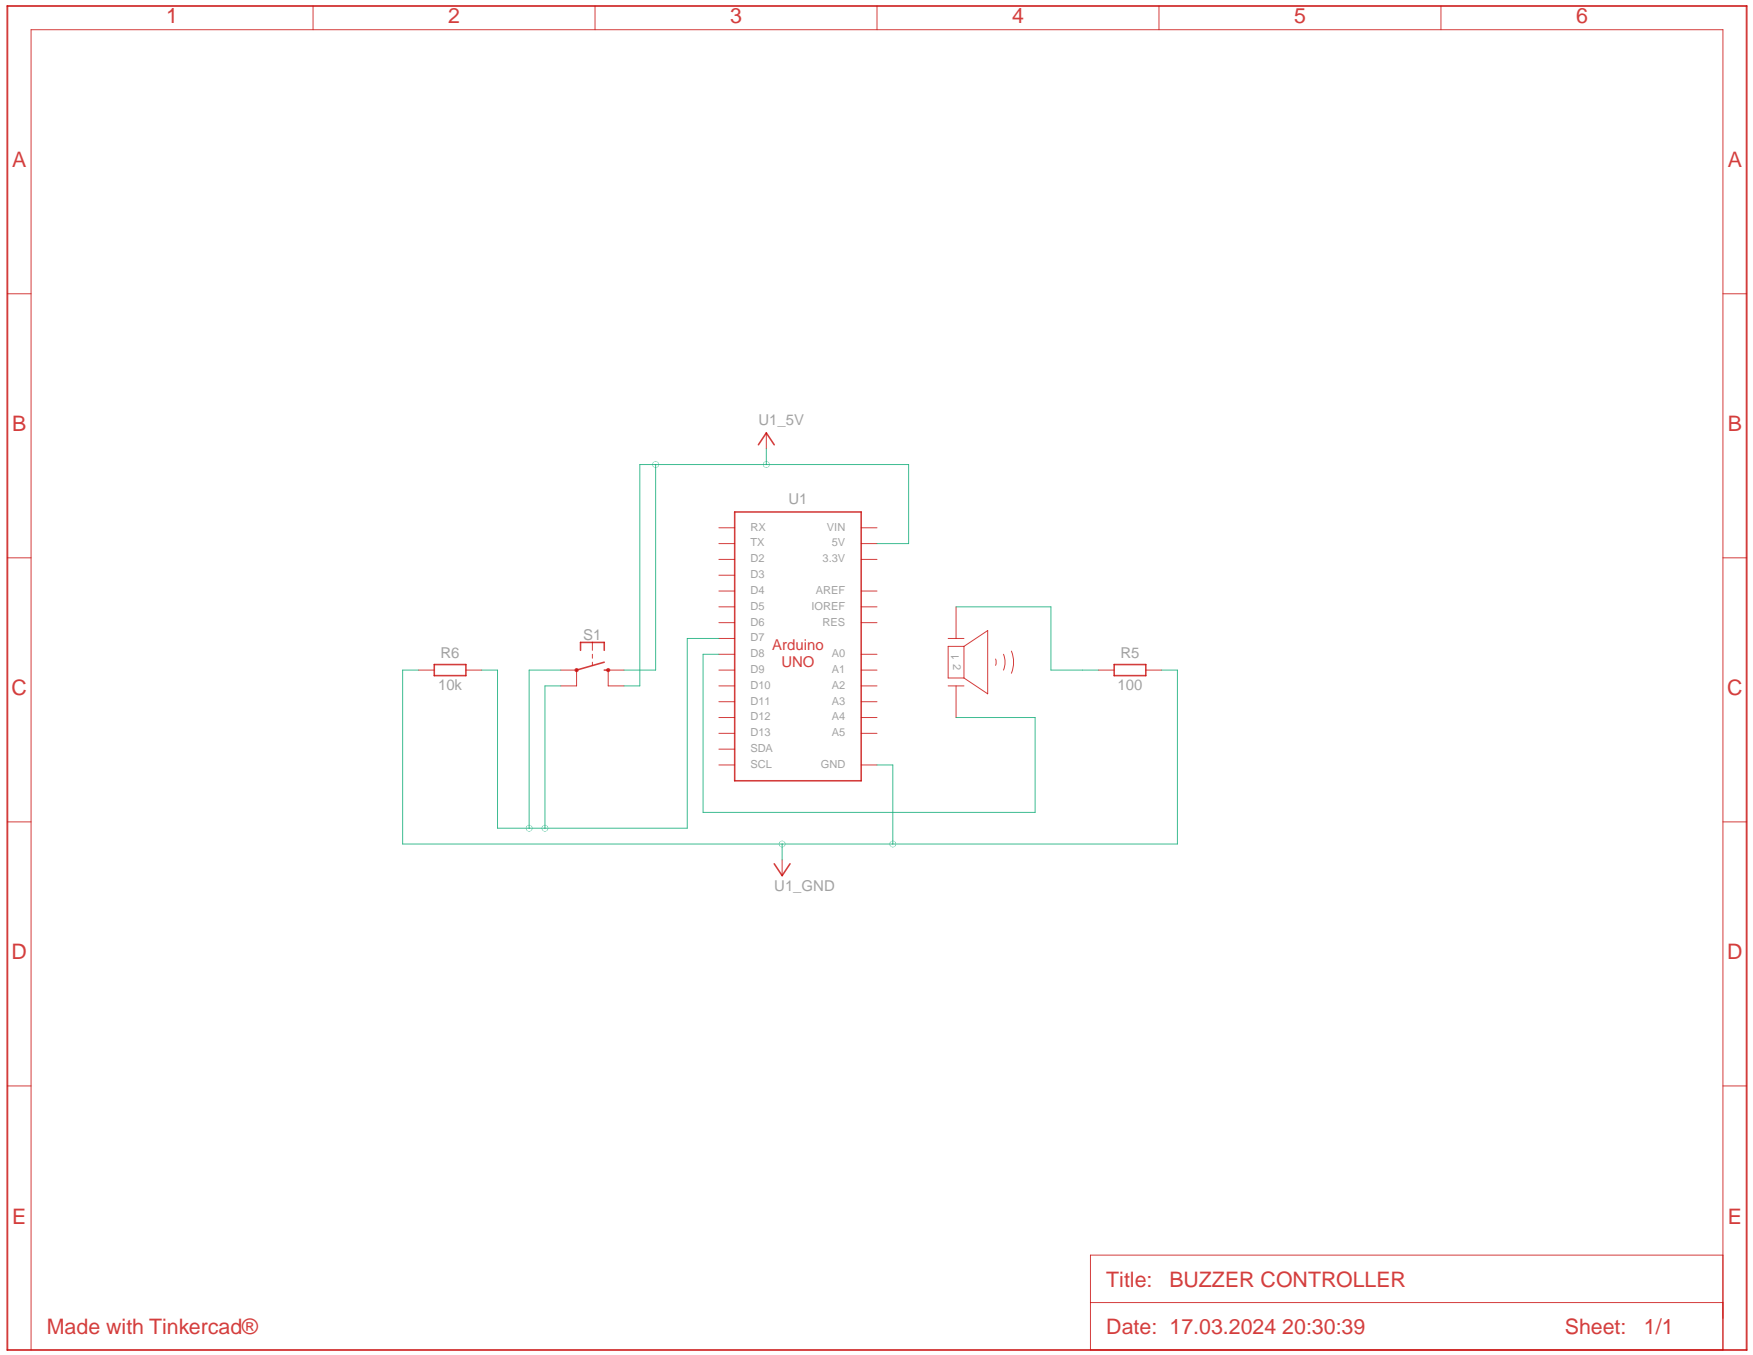 1 2 3 4 5 6
A A
B B
U1_5V
U1
RX VIN
TX 5V
D2 3.3V
D3
D4 AREF
D5 IOREF
D6 RES
D7
Arduino
UNO
D8 A0
D9 A1
D10 A2
D11 A3
D12 A4
D13 A5
SDA
SCL GND
S1
R6
10k
1 2
R5
100
C C
U1_GND
D D
E E
Title: BUZZER CONTROLLER
Made with Tinkercad®
Date: 17.03.2024 20:30:39 Sheet: 1/1